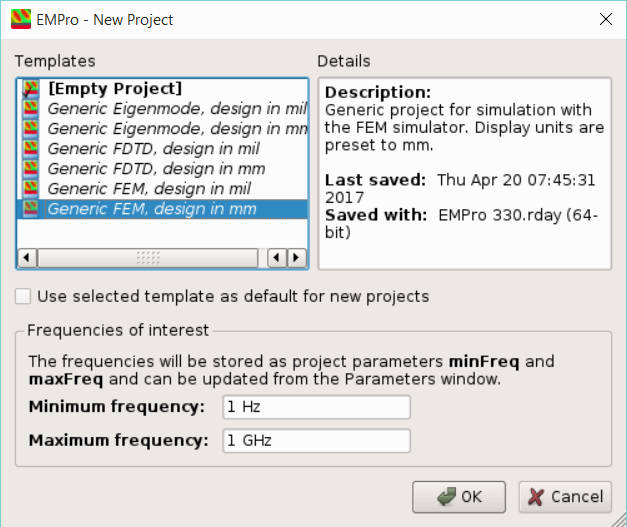 EMPro - New Project
Templates
[Empty Project]
Generic Eigenmode, design in mil
Generic Eigenmode, design in mm
Generic FDTD, design in mil
Generic FDTD, design in mm
Generic FEM, design in mil
Generic FEM, design in mm
Details
Description:
Generic project for simulation with
the FEM simulator. Display units are
preset to mm.
Last saved: Thu Apr 20 07:45:31
2017
Saved with: EMPro 330.rday (64-
bit)
Use selected template as default for new projects
Frequencies of interest
The frequencies will be stored as project parameters minFreq and
maxFreq and can be updated from the Parameters window.
Minimum frequency: 1 Hz
Maximum frequency: 1 GHz
OK Cancel